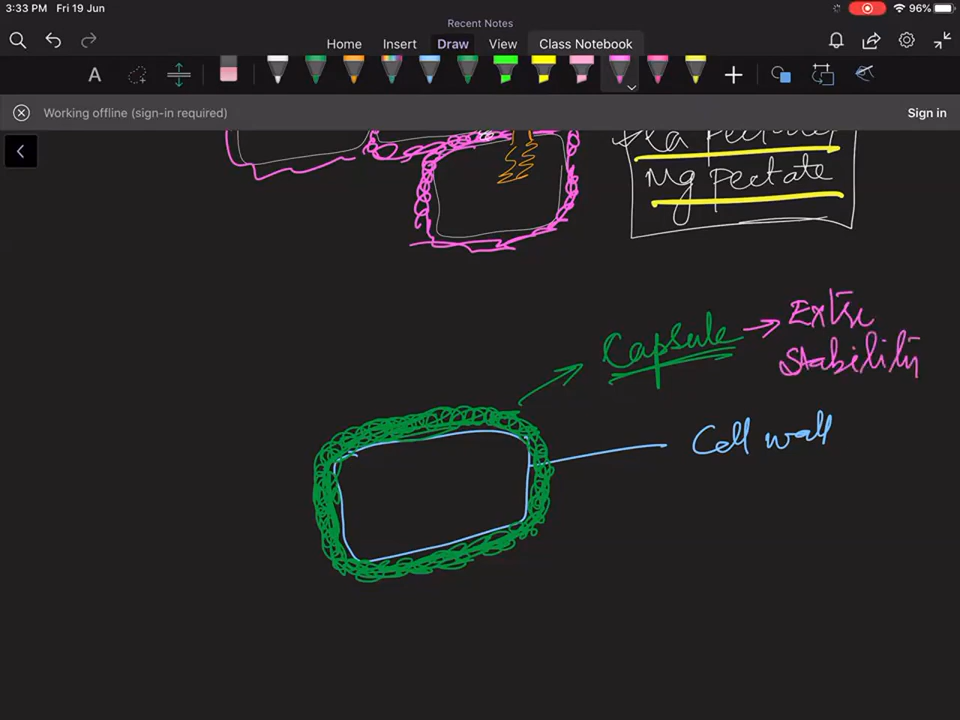 3:33 PM Fri 19 Jun
96%
Recent Notes
Home Insert Draw View Class Notebook
A
Working offline (sign-in required)
Sign in
Mg pectate
Capsule → Extra
Stability
Cell wall